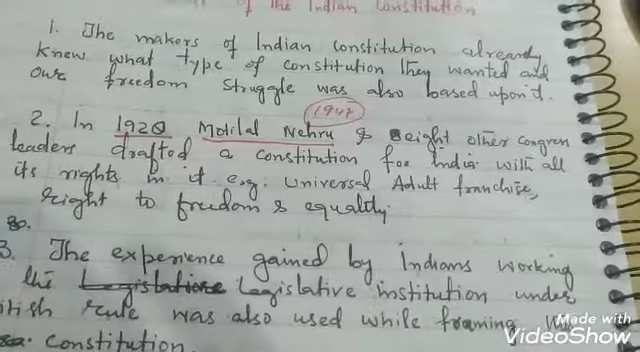 of The Indian Constitution
1. The makers of Indian constitution already
knew what type of constitution they wanted and
our freedom struggle was also based upon it.
1947
2. In 1928 Motilal Nehru & eight other congress
leaders drafted a constitution for India with all
its rights in it e.g: Universal Adult franchise,
right to freedom & equality.
3. The experience gained by Indians working
the Legislative institution under
British rule was also used while framing
Constitution.
Made with
VideoShow